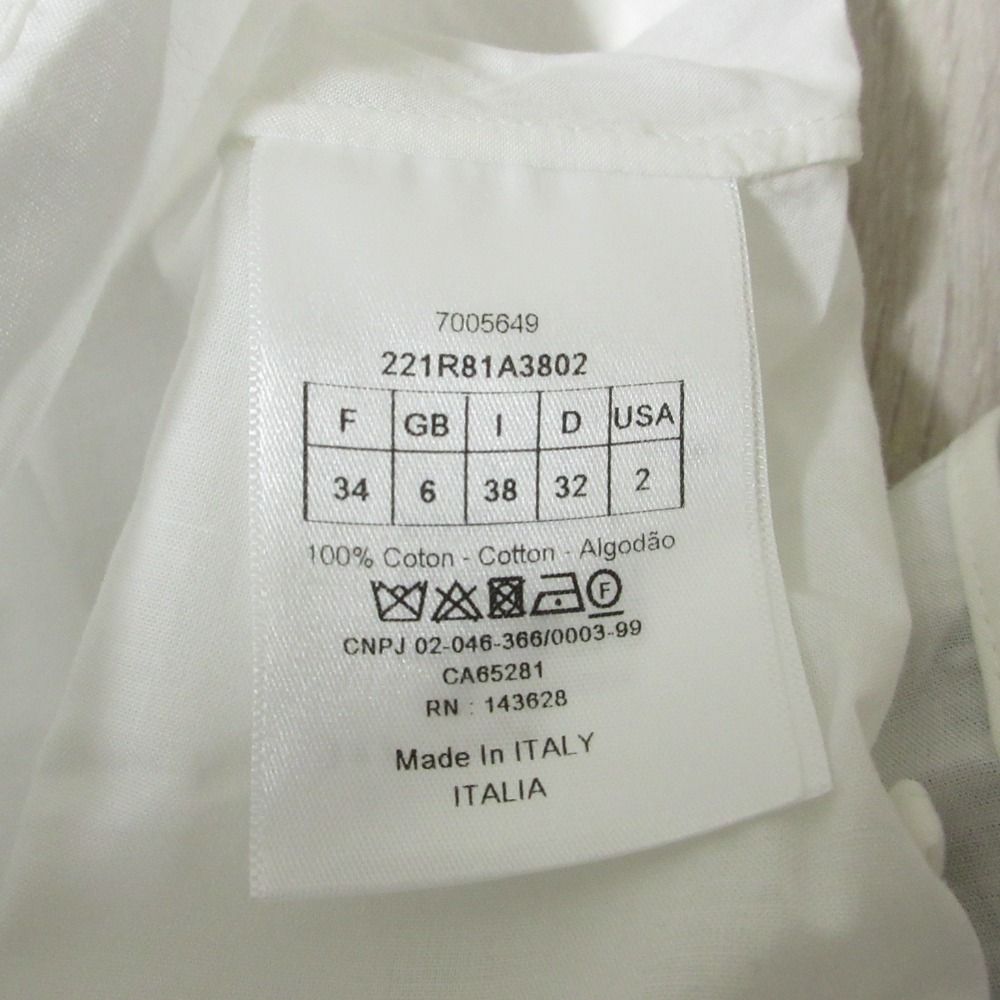 7005649
221R81A3802
F GB I D USA
34 6 38 32 2
100% Coton - Cotton - Algodão
F
CNPJ 02-046-366/0003-99
CA65281
RN : 143628
Made In ITALY
ITALIA